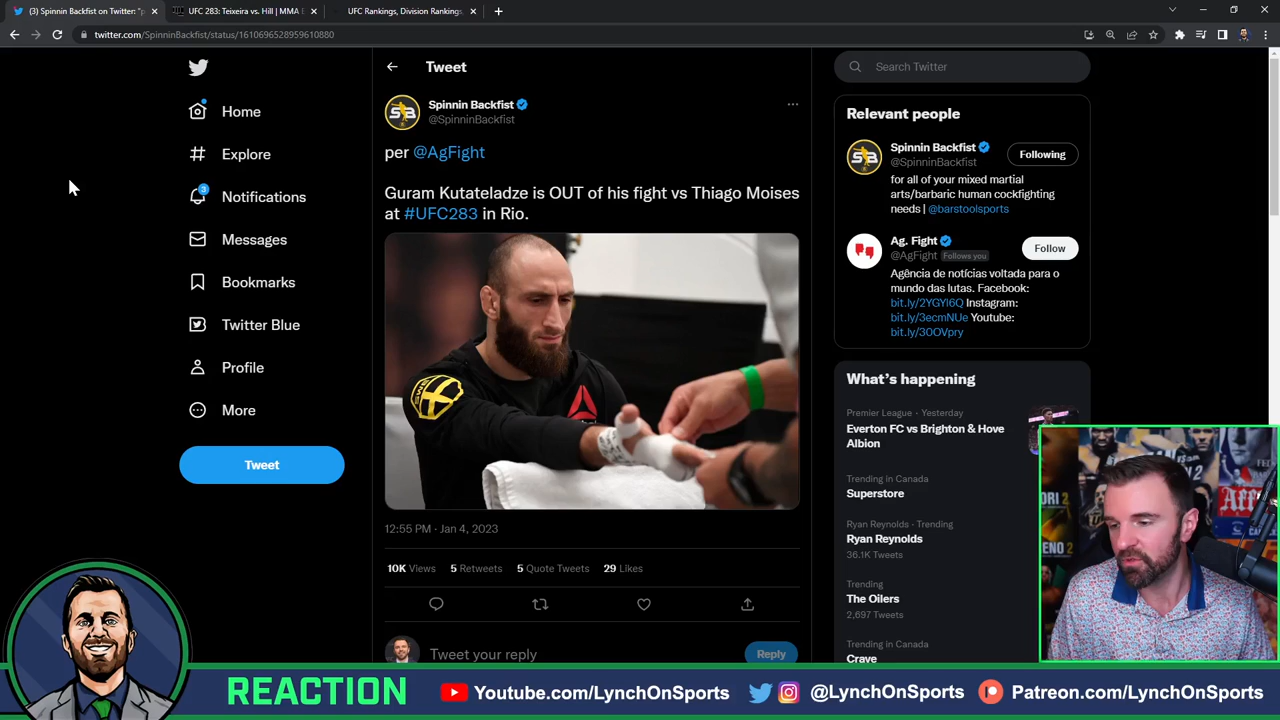 (3) Spinnin Backfist on Twitter: "p
UFC 283: Teixeira vs. Hill | MMA E
UFC Rankings, Division Rankings,
twitter.com/SpinninBackfist/status/1610696528959610880
Home
Explore
3
Notifications
Messages
Bookmarks
Twitter Blue
Profile
More
Tweet
Tweet
Spinnin Backfist
@SpinninBackfist
per @AgFight
Guram Kutateladze is OUT of his fight vs Thiago Moises
at #UFC283 in Rio.
12:55 PM · Jan 4, 2023
10K Views 5 Retweets 5 Quote Tweets 29 Likes
Tweet your reply
Reply
Search Twitter
Relevant people
Spinnin Backfist
@SpinninBackfist
Following
for all of your mixed martial
arts/barbaric human cockfighting
needs | @barstoolsports
Ag. Fight
@AgFight Follows you
Follow
Agência de notícias voltada para o
mundo das lutas. Facebook:
bit.ly/2YGYl6Q Instagram:
bit.ly/3ecmNUe Youtube:
bit.ly/30OVpry
What's happening
Premier League · Yesterday
Everton FC vs Brighton & Hove
Albion
Trending in Canada
Superstore
Ryan Reynolds · Trending
Ryan Reynolds
36.1K Tweets
Trending
The Oilers
2,697 Tweets
Trending in Canada
Crave
REACTION
Youtube.com/LynchOnSports
@LynchOnSports
Patreon.com/LynchOnSports